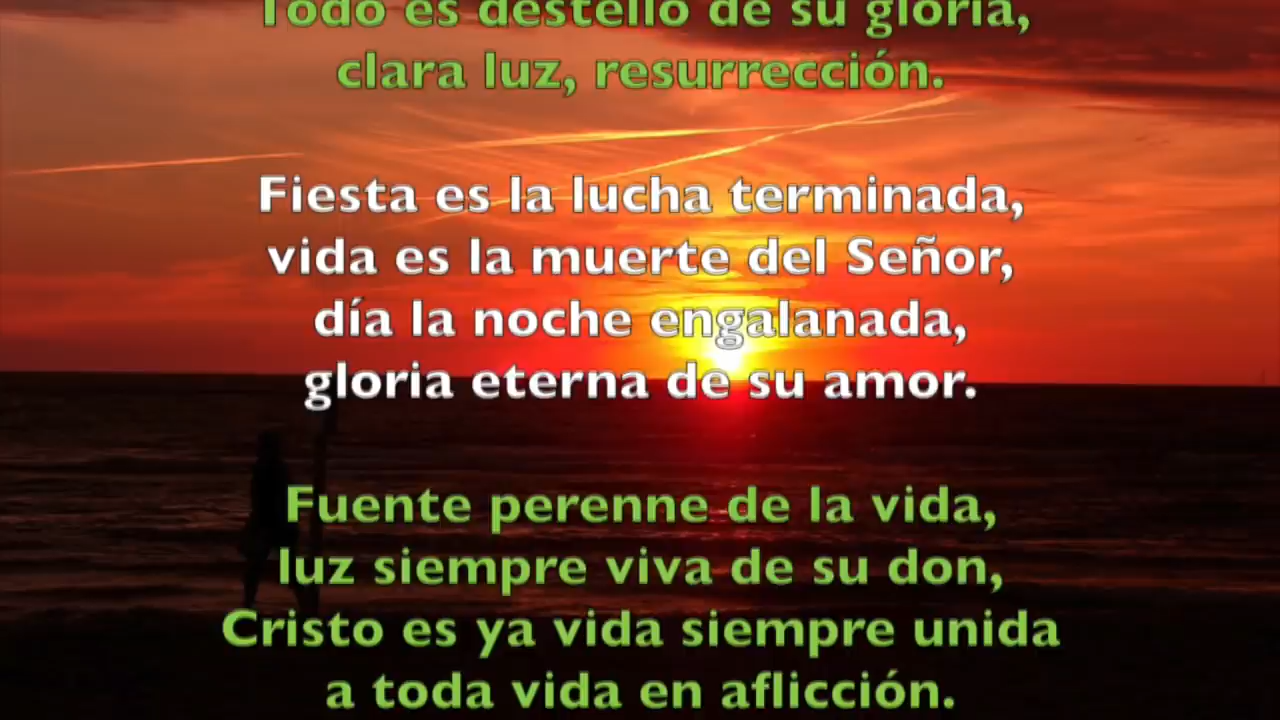 Todo es destello de su gloria,
clara luz, resurrección.
Fiesta es la lucha terminada,
vida es la muerte del Señor,
día la noche engalanada,
gloria eterna de su amor.
Fuente perenne de la vida,
luz siempre viva de su don,
Cristo es ya vida siempre unida
a toda vida en aflicción.